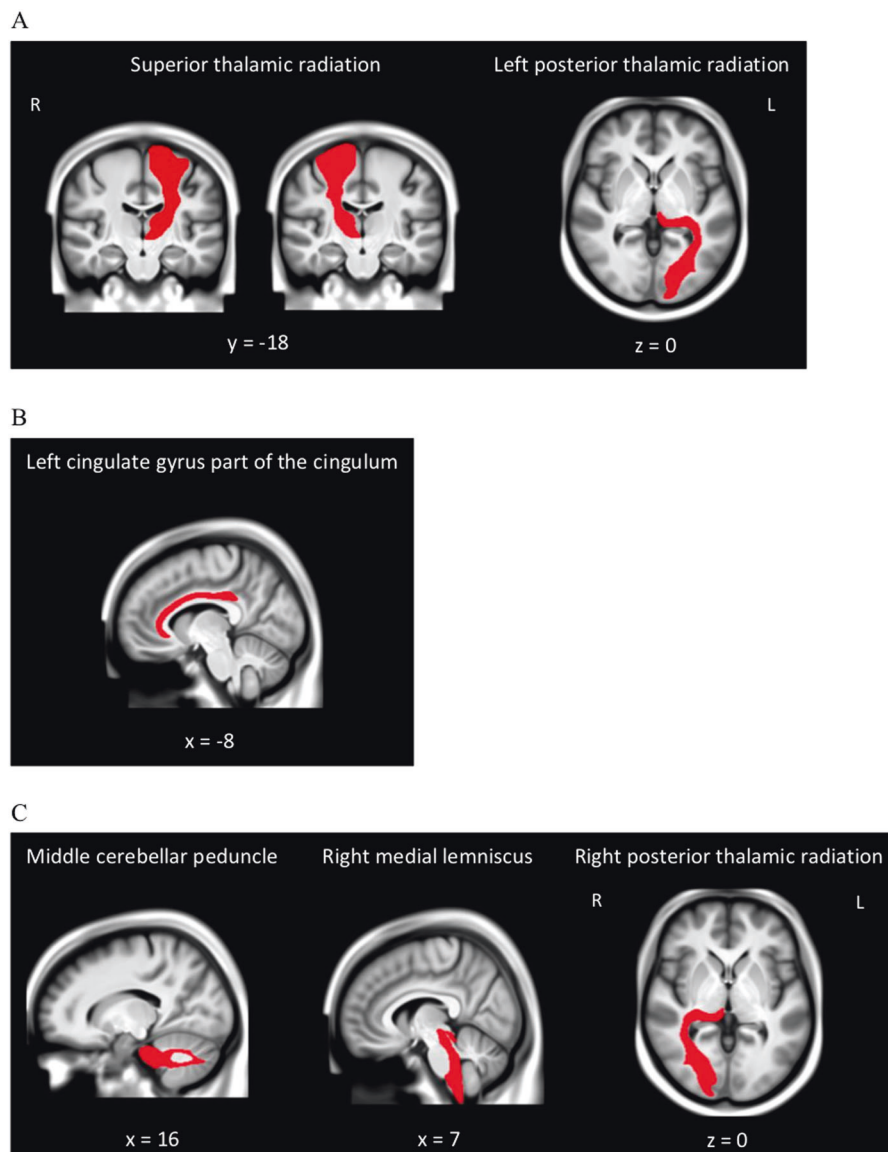 A
Superior thalamic radiation
Left posterior thalamic radiation
R
L
y = -18
z = 0
B
Left cingulate gyrus part of the cingulum
x = -8
C
Middle cerebellar peduncle
Right medial lemniscus
Right posterior thalamic radiation
R
L
x = 16
x = 7
z = 0